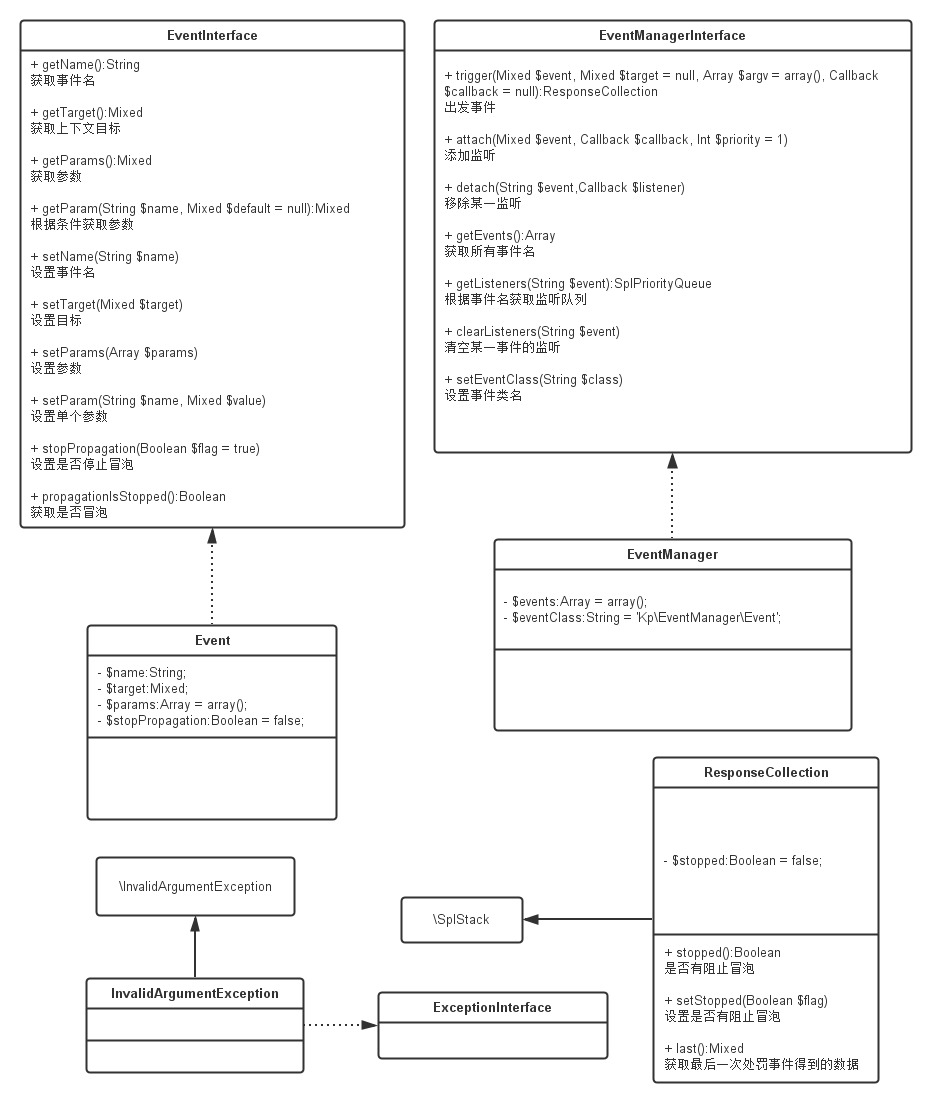 EventInterface
+ getName():String
获取事件名
+ getTarget():Mixed
获取上下文目标
+ getParams():Mixed
获取参数
+ getParam(String $name, Mixed $default = null):Mixed
根据条件获取参数
+ setName(String $name)
设置事件名
+ setTarget(Mixed $target)
设置目标
+ setParams(Array $params)
设置参数
+ setParam(String $name, Mixed $value)
设置单个参数
+ stopPropagation(Boolean $flag = true)
设置是否停止冒泡
+ propagationIsStopped():Boolean
获取是否冒泡
EventManagerInterface
+ trigger(Mixed $event, Mixed $target = null, Array $argv = array(), Callback
$callback = null):ResponseCollection
出发事件
+ attach(Mixed $event, Callback $callback, Int $priority = 1)
添加监听
+ detach(String $event,Callback $listener)
移除某一监听
+ getEvents():Array
获取所有事件名
+ getListeners(String $event):SplPriorityQueue
根据事件名获取监听队列
+ clearListeners(String $event)
清空某一事件的监听
+ setEventClass(String $class)
设置事件类名
EventManager
- $events:Array = array();
- $eventClass:String = 'Kp\EventManager\Event';
Event
- $name:String;
- $target:Mixed;
- $params:Array = array();
- $stopPropagation:Boolean = false;
ResponseCollection
- $stopped:Boolean = false;
+ stopped():Boolean
是否有阻止冒泡
+ setStopped(Boolean $flag)
设置是否有阻止冒泡
+ last():Mixed
获取最后一次处罚事件得到的数据
\InvalidArgumentException
\SplStack
InvalidArgumentException
ExceptionInterface